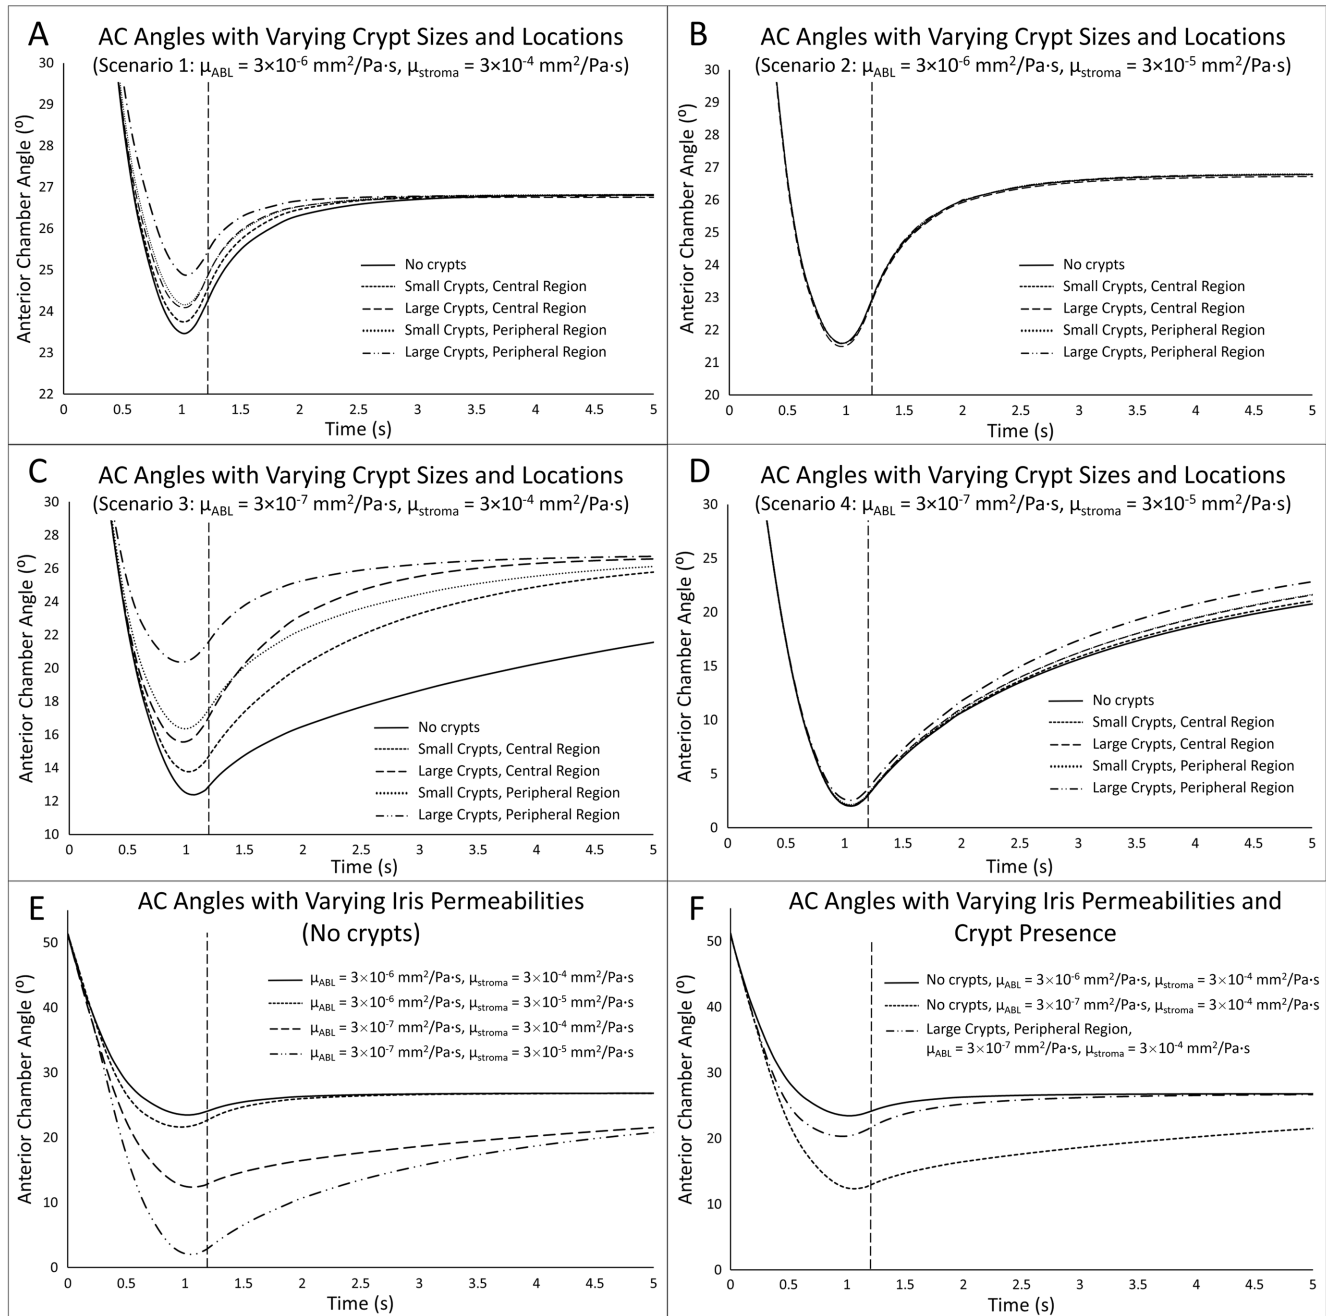 A
AC Angles with Varying Crypt Sizes and Locations
(Scenario 1: μABL = 3×10-6 mm2/Pa·s, μstroma = 3×10-4 mm2/Pa·s)
Anterior Chamber Angle (⁰)
30
29
28
27
26
25
24
23
22
No crypts
Small Crypts, Central Region
Large Crypts, Central Region
Small Crypts, Peripheral Region
Large Crypts, Peripheral Region
0 0.5 1 1.5 2 2.5 3 3.5 4 4.5 5
Time (s)
B
AC Angles with Varying Crypt Sizes and Locations
(Scenario 2: μABL = 3×10-6 mm2/Pa·s, μstroma = 3×10-5 mm2/Pa·s)
Anterior Chamber Angle (⁰)
30
29
28
27
26
25
24
23
22
21
20
No crypts
Small Crypts, Central Region
Large Crypts, Central Region
Small Crypts, Peripheral Region
Large Crypts, Peripheral Region
0 0.5 1 1.5 2 2.5 3 3.5 4 4.5 5
Time (s)
C
AC Angles with Varying Crypt Sizes and Locations
(Scenario 3: μABL = 3×10-7 mm2/Pa·s, μstroma = 3×10-4 mm2/Pa·s)
Anterior Chamber Angle (⁰)
30
28
26
24
22
20
18
16
14
12
10
No crypts
Small Crypts, Central Region
Large Crypts, Central Region
Small Crypts, Peripheral Region
Large Crypts, Peripheral Region
0 0.5 1 1.5 2 2.5 3 3.5 4 4.5 5
Time (s)
D
AC Angles with Varying Crypt Sizes and Locations
(Scenario 4: μABL = 3×10-7 mm2/Pa·s, μstroma = 3×10-5 mm2/Pa·s)
Anterior Chamber Angle (⁰)
30
25
20
15
10
5
0
No crypts
Small Crypts, Central Region
Large Crypts, Central Region
Small Crypts, Peripheral Region
Large Crypts, Peripheral Region
0 0.5 1 1.5 2 2.5 3 3.5 4 4.5 5
Time (s)
E
AC Angles with Varying Iris Permeabilities
(No crypts)
Anterior Chamber Angle (⁰)
50
40
30
20
10
0
μABL = 3×10-6 mm2/Pa·s, μstroma = 3×10-4 mm2/Pa·s
μABL = 3×10-6 mm2/Pa·s, μstroma = 3×10-5 mm2/Pa·s
μABL = 3×10-7 mm2/Pa·s, μstroma = 3×10-4 mm2/Pa·s
μABL = 3×10-7 mm2/Pa·s, μstroma = 3×10-5 mm2/Pa·s
0 0.5 1 1.5 2 2.5 3 3.5 4 4.5 5
Time (s)
F
AC Angles with Varying Iris Permeabilities and
Crypt Presence
Anterior Chamber Angle (⁰)
50
40
30
20
10
0
No crypts, μABL = 3×10-6 mm2/Pa·s, μstroma = 3×10-4 mm2/Pa·s
No crypts, μABL = 3×10-7 mm2/Pa·s, μstroma = 3×10-4 mm2/Pa·s
Large Crypts, Peripheral Region,
μABL = 3×10-7 mm2/Pa·s, μstroma = 3×10-4 mm2/Pa·s
0 0.5 1 1.5 2 2.5 3 3.5 4 4.5 5
Time (s)